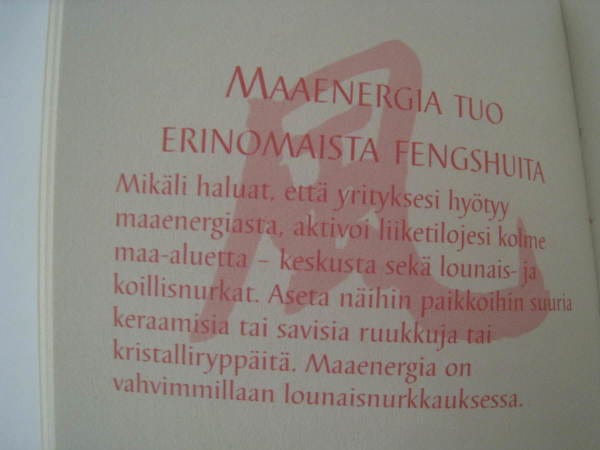 MAAENERGIA TUO
ERINOMAISTA FENGSHUITA
Mikäli haluat, että yrityksesi hyötyy
maaenergiasta, aktivoi liiketilojesi kolme
maa-aluetta – keskusta sekä lounais- ja
koillisnurkat. Aseta näihin paikkoihin suuria
keraamisia tai savisia ruukkuja tai
kristalliryppäitä. Maaenergia on
vahvimmillaan lounaisnurkkauksessa.
風